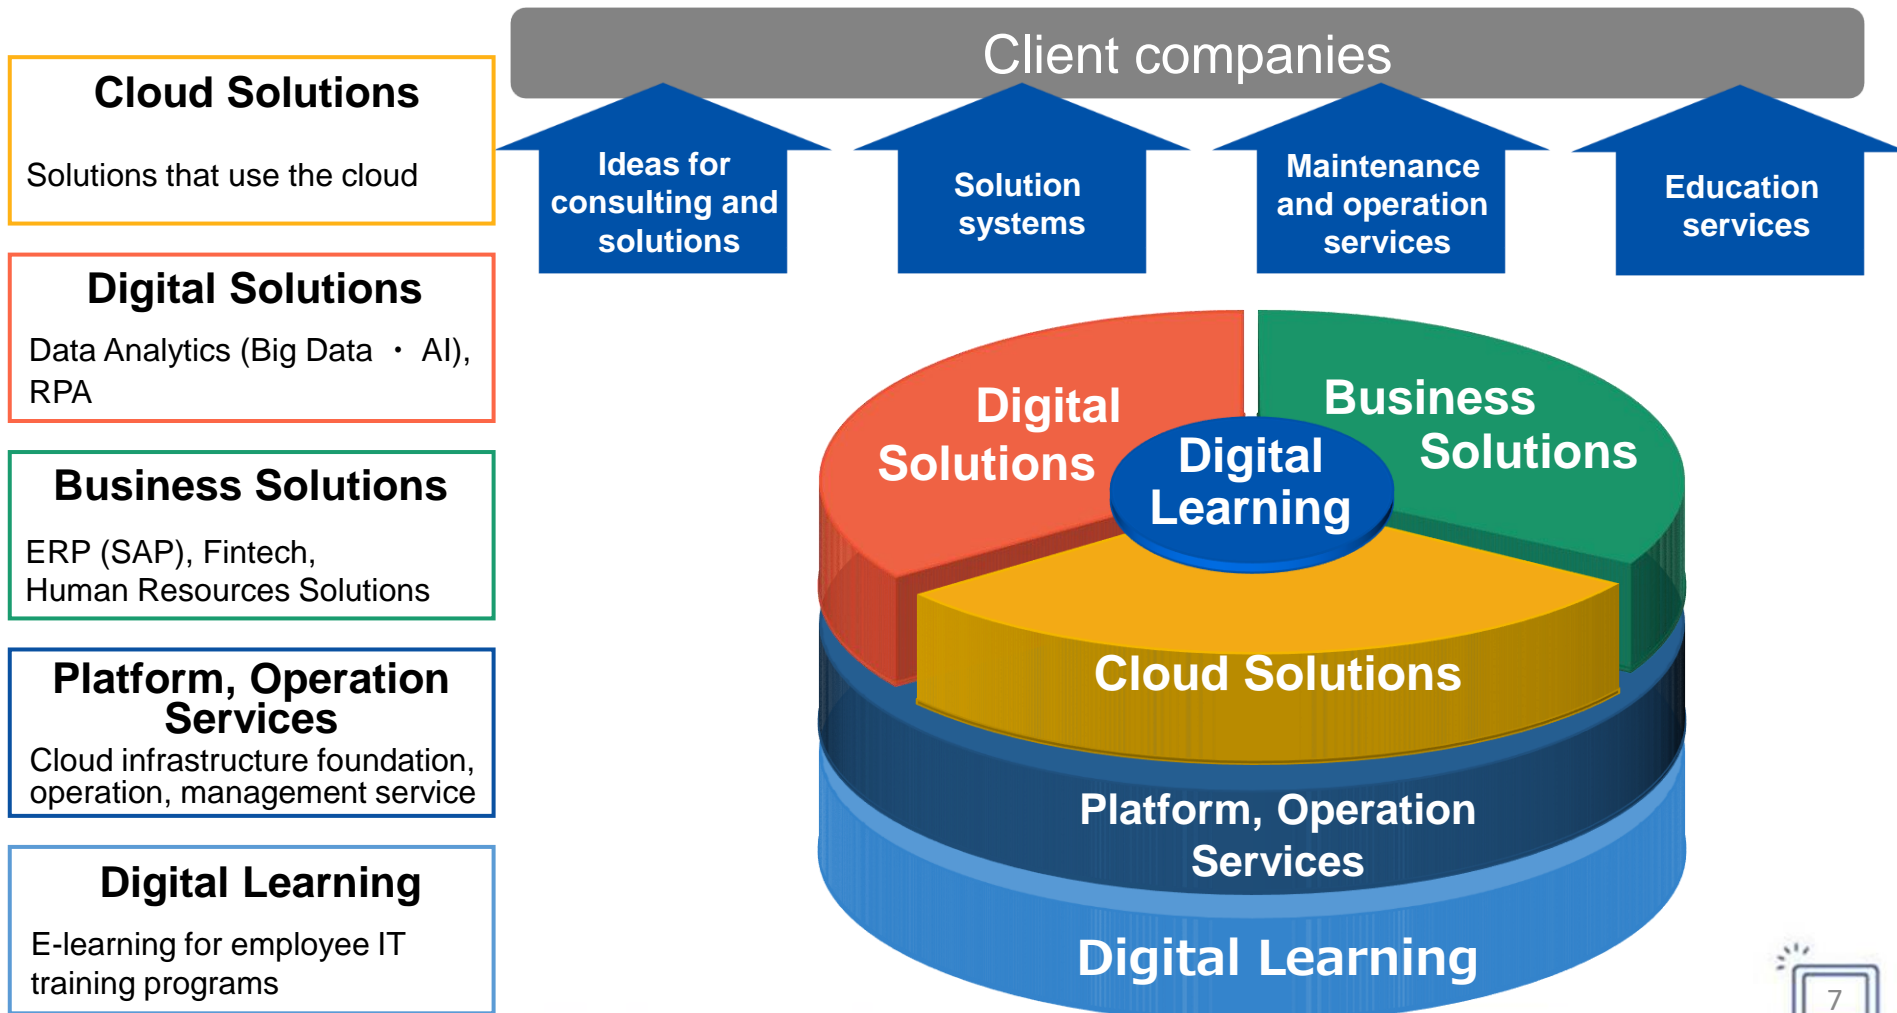 Client companies
Cloud Solutions
Solutions that use the cloud
Digital Solutions
Data Analytics (Big Data ・ AI),
RPA
Business Solutions
ERP (SAP), Fintech,
Human Resources Solutions
Platform, Operation
Services
Cloud infrastructure foundation,
operation, management service
Digital Learning
E-learning for employee IT
training programs
Ideas for
consulting and
solutions
Solution
systems
Maintenance
and operation
services
Education
services
Digital
Solutions
Business
Solutions
Digital
Learning
Cloud Solutions
Platform, Operation
Services
Digital Learning
7